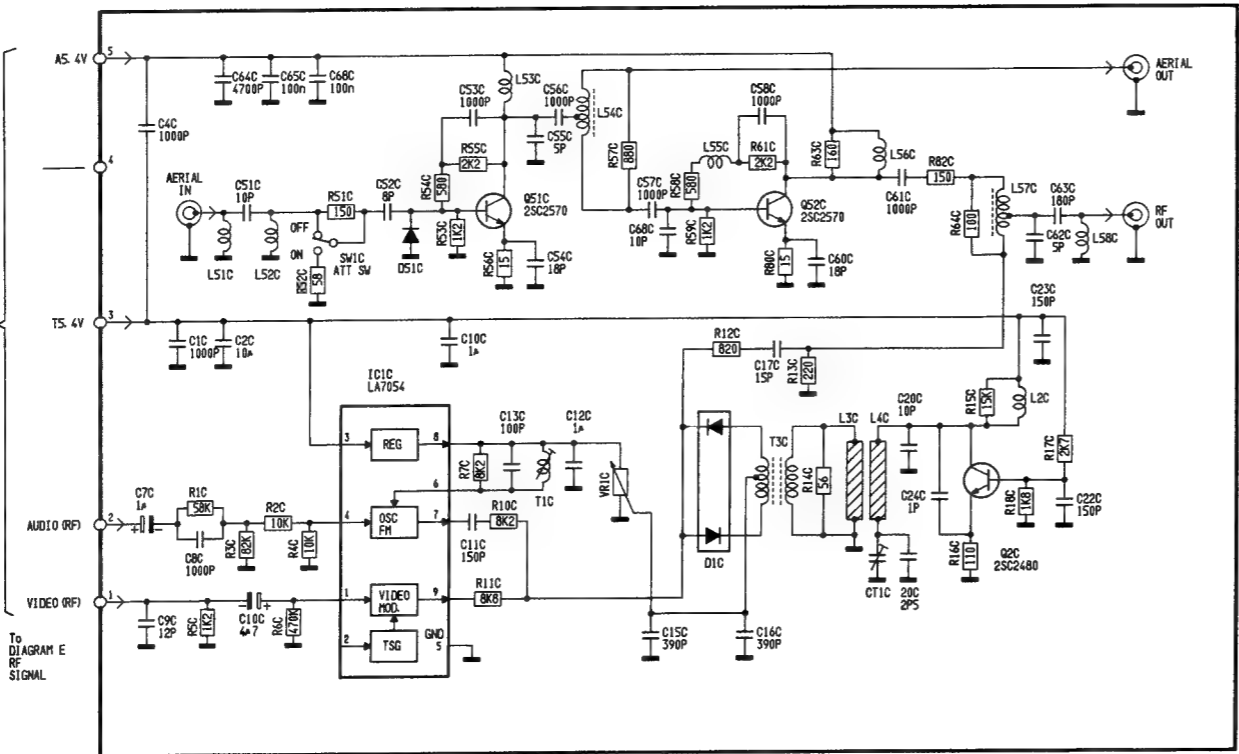 5
A5. 4V
C64C
4700P
C65C
100n
C68C
100n
L53C
C53C
1000P
C56C
1000P
L54C
C55C
5P
C58C
1000P
AERIAL
OUT
C4C
1000P
4
R55C
2K2
R54C
580
R57C
880
L55C
R61C
2K2
R63C
160
L56C
R82C
150
L57C
C63C
180P
AERIAL
IN
C51C
10P
R51C
150
C52C
8P
OFF
ON
SW1C
ATT SW
L51C
L52C
R52C
58
D51C
R53C
1K2
Q51C
2SC2570
R56C
15
C54C
18P
C57C
1000P
R58C
580
C68C
10P
R59C
1K2
Q52C
2SC2570
R80C
15
C60C
18P
C61C
1000P
R64C
100
C62C
5P
L58C
RF
OUT
3
T5. 4V
C1C
1000P
C2C
10µ
C10C
1µ
R12C
820
C17C
15P
R13C
220
C23C
150P
IC1C
LA7054
3
REG
8
R7C
8K2
C13C
100P
C12C
1µ
T1C
VR1C
6
T3C
R14C
56
L3C
L4C
C20C
10P
R15C
15K
L2C
R17C
2K7
C7C
1µ
R1C
58K
C8C
1000P
R2C
10K
R3C
82K
R4C
10K
2
AUDIO (RF)
4
OSC
FM
7
R10C
8K2
C11C
150P
D1C
C24C
1P
R18C
1K8
C22C
150P
R16C
110
Q2C
2SC2480
CT1C
20C
2P5
1
VIDEO (RF)
C9C
12P
R5C
1K2
C10C
4µ7
R6C
470K
1
VIDEO
MOD.
9
R11C
8K8
2
TSG
GND
5
C15C
390P
C16C
390P
To
DIAGRAM E
RF
SIGNAL